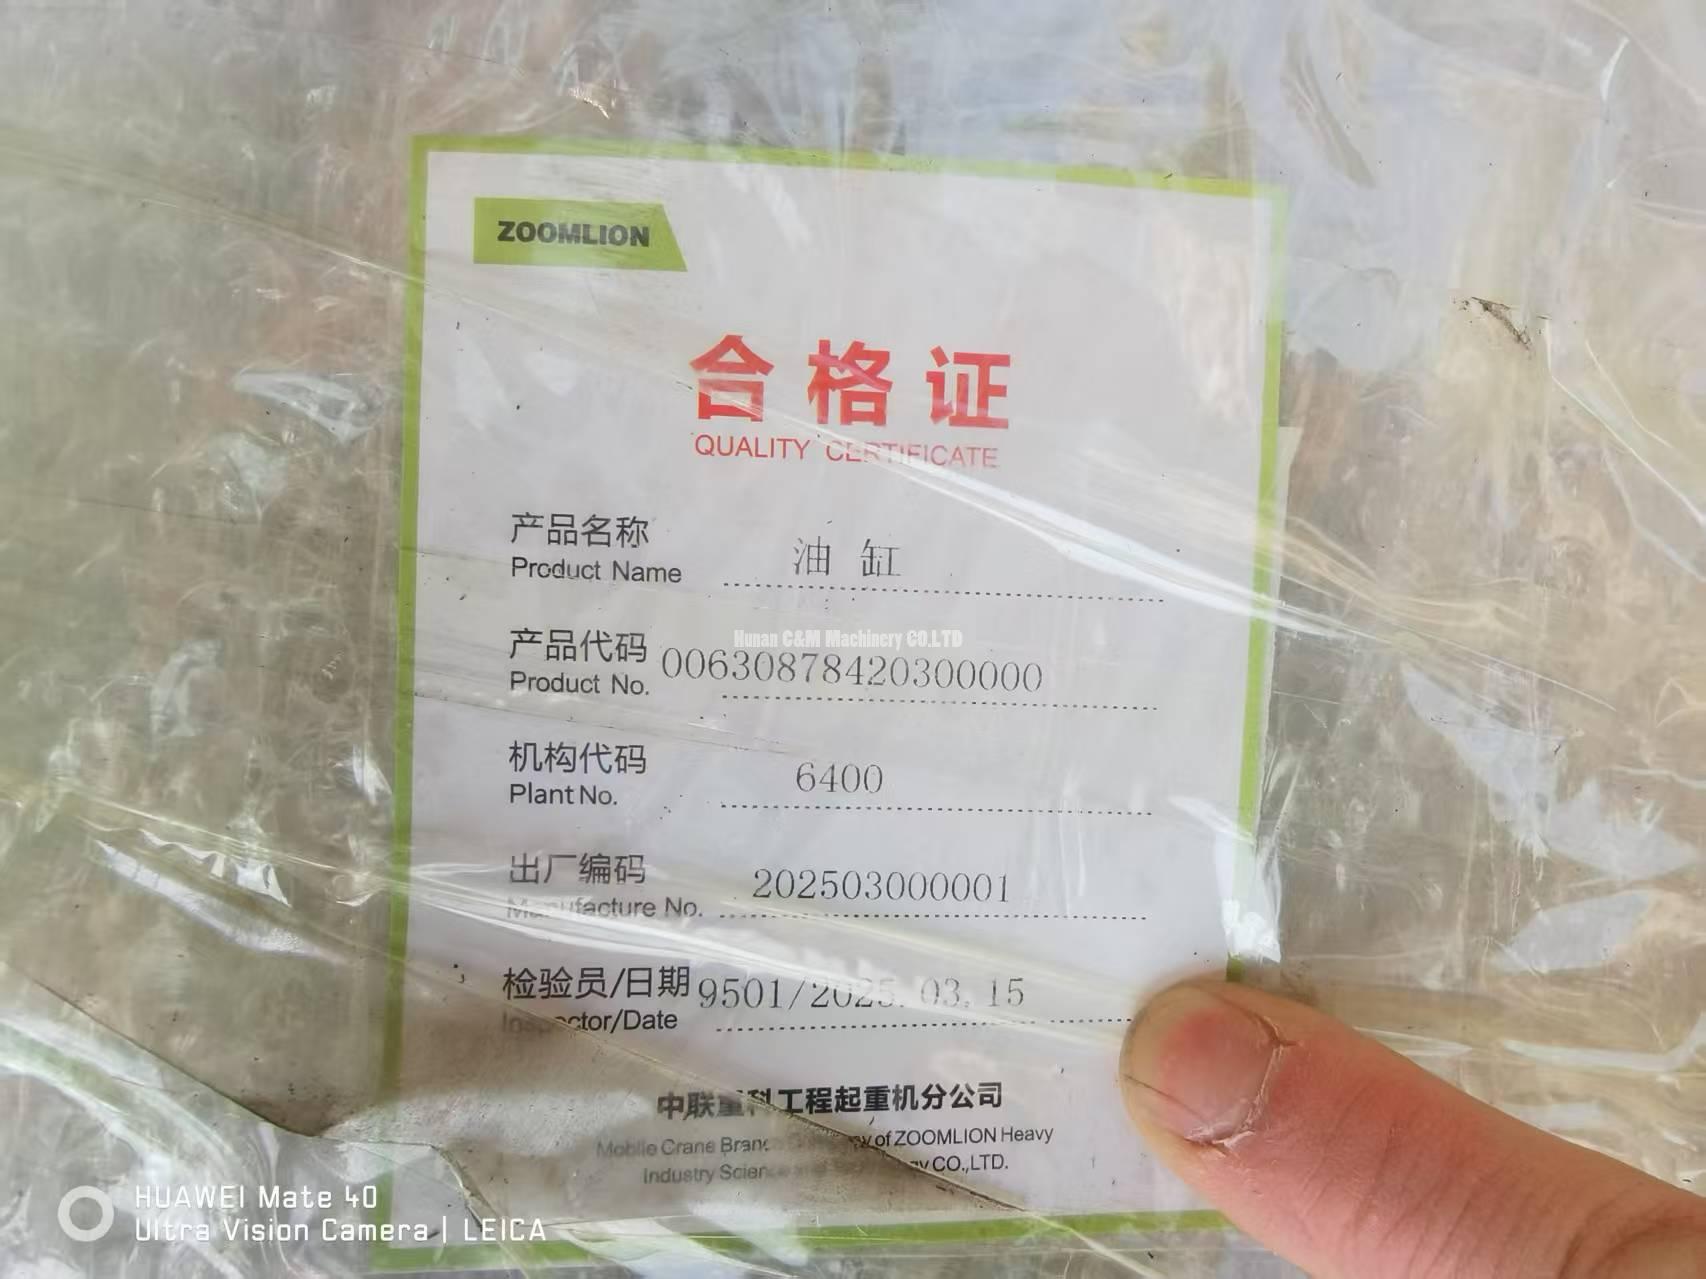 ZOOMLION
合格证
QUALITY CERTIFICATE
产品名称 油缸
Product Name
Hunan C&M Machinery CO.LTD
产品代码 00630878420300000
Product No.
机构代码 6400
Plant No.
出厂编码 202503000001
Manufacture No.
检验员/日期 9501/2025.03.15
Inspector/Date
中联重科工程起重机分公司
Mobile Crane Branch of ZOOMLION Heavy
Industry Science and CO.,LTD.
HUAWEI Mate 40
Ultra Vision Camera | LEICA